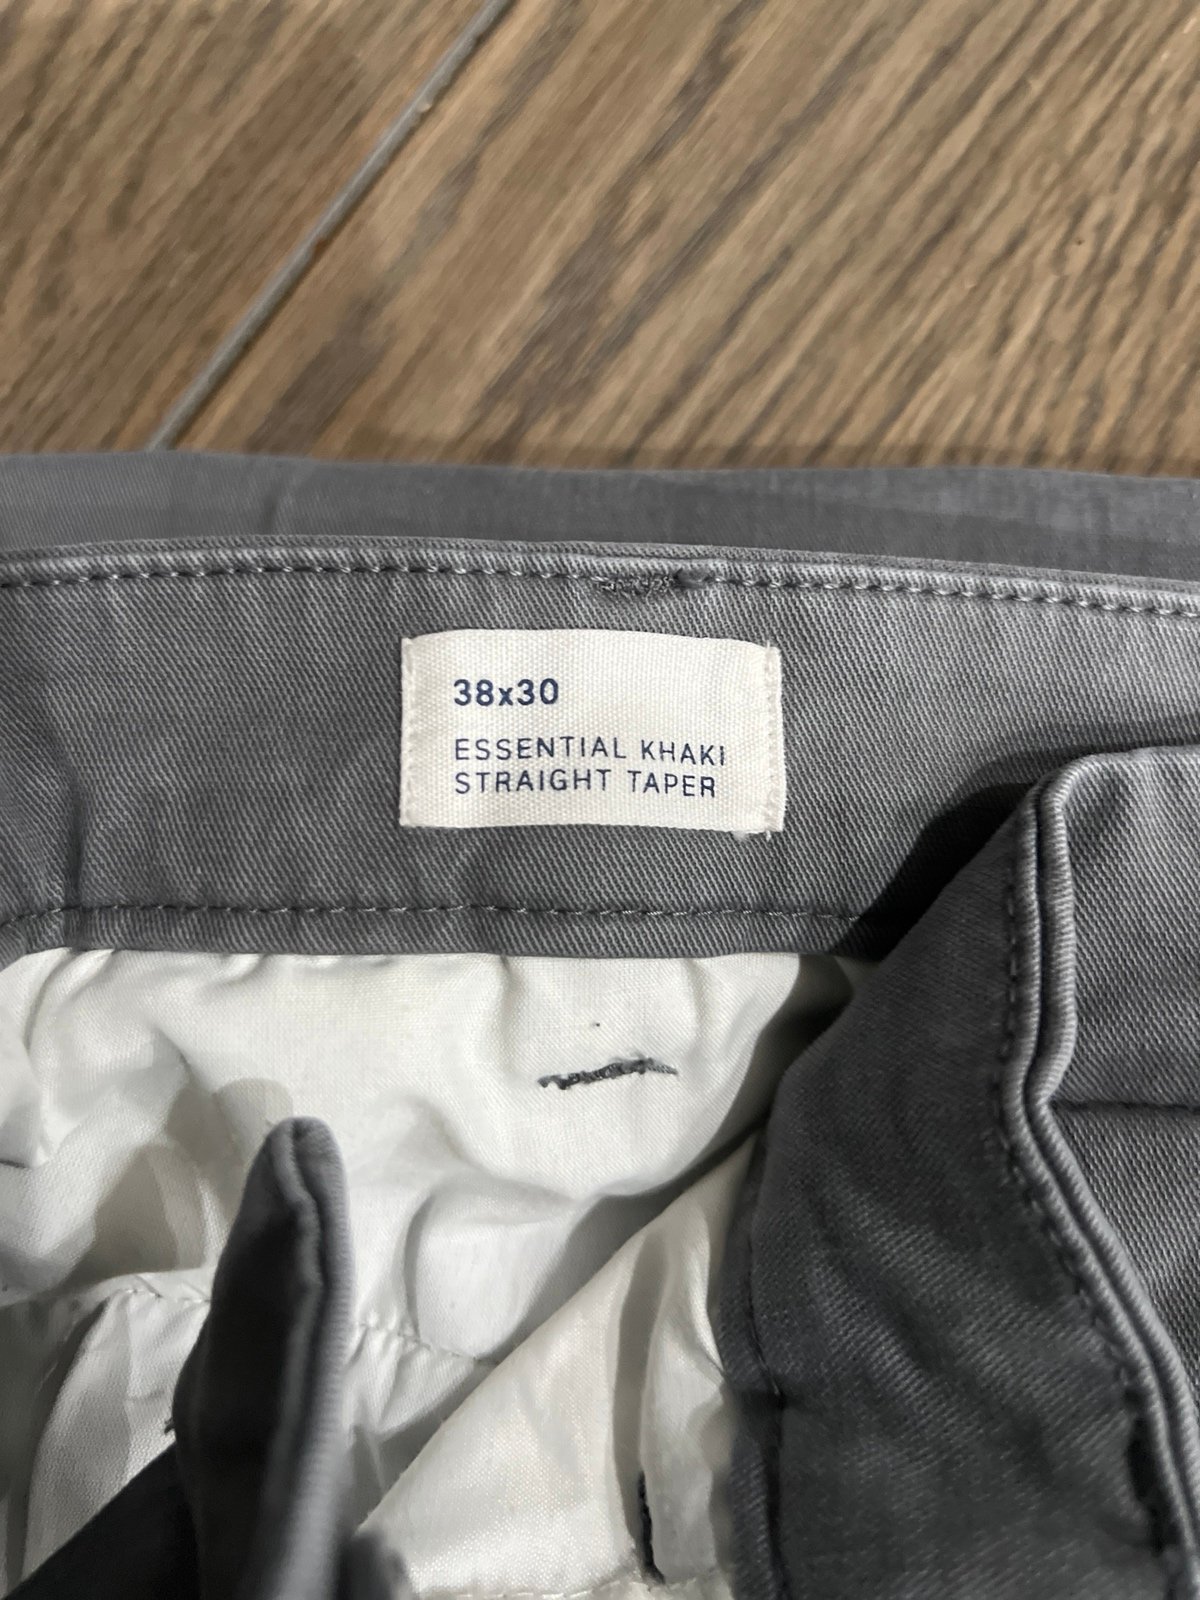 38x30
ESSENTIAL KHAKI
STRAIGHT TAPER